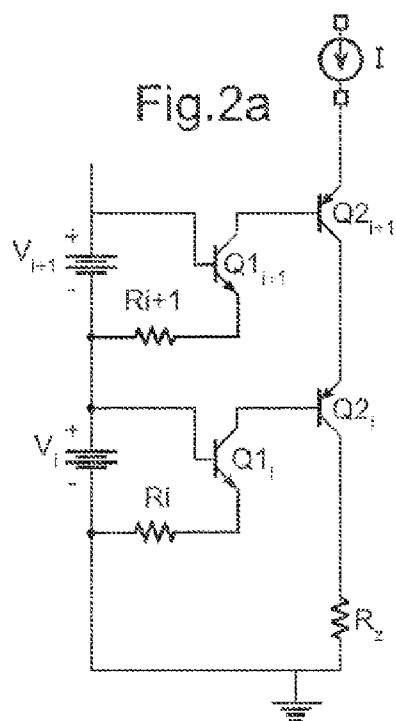 I
Fig.2a
Q2i+1
+
Vi+1
-
Q1i+1
Ri+1
Q2i
+
Vi
-
Q1i
Ri
Rz